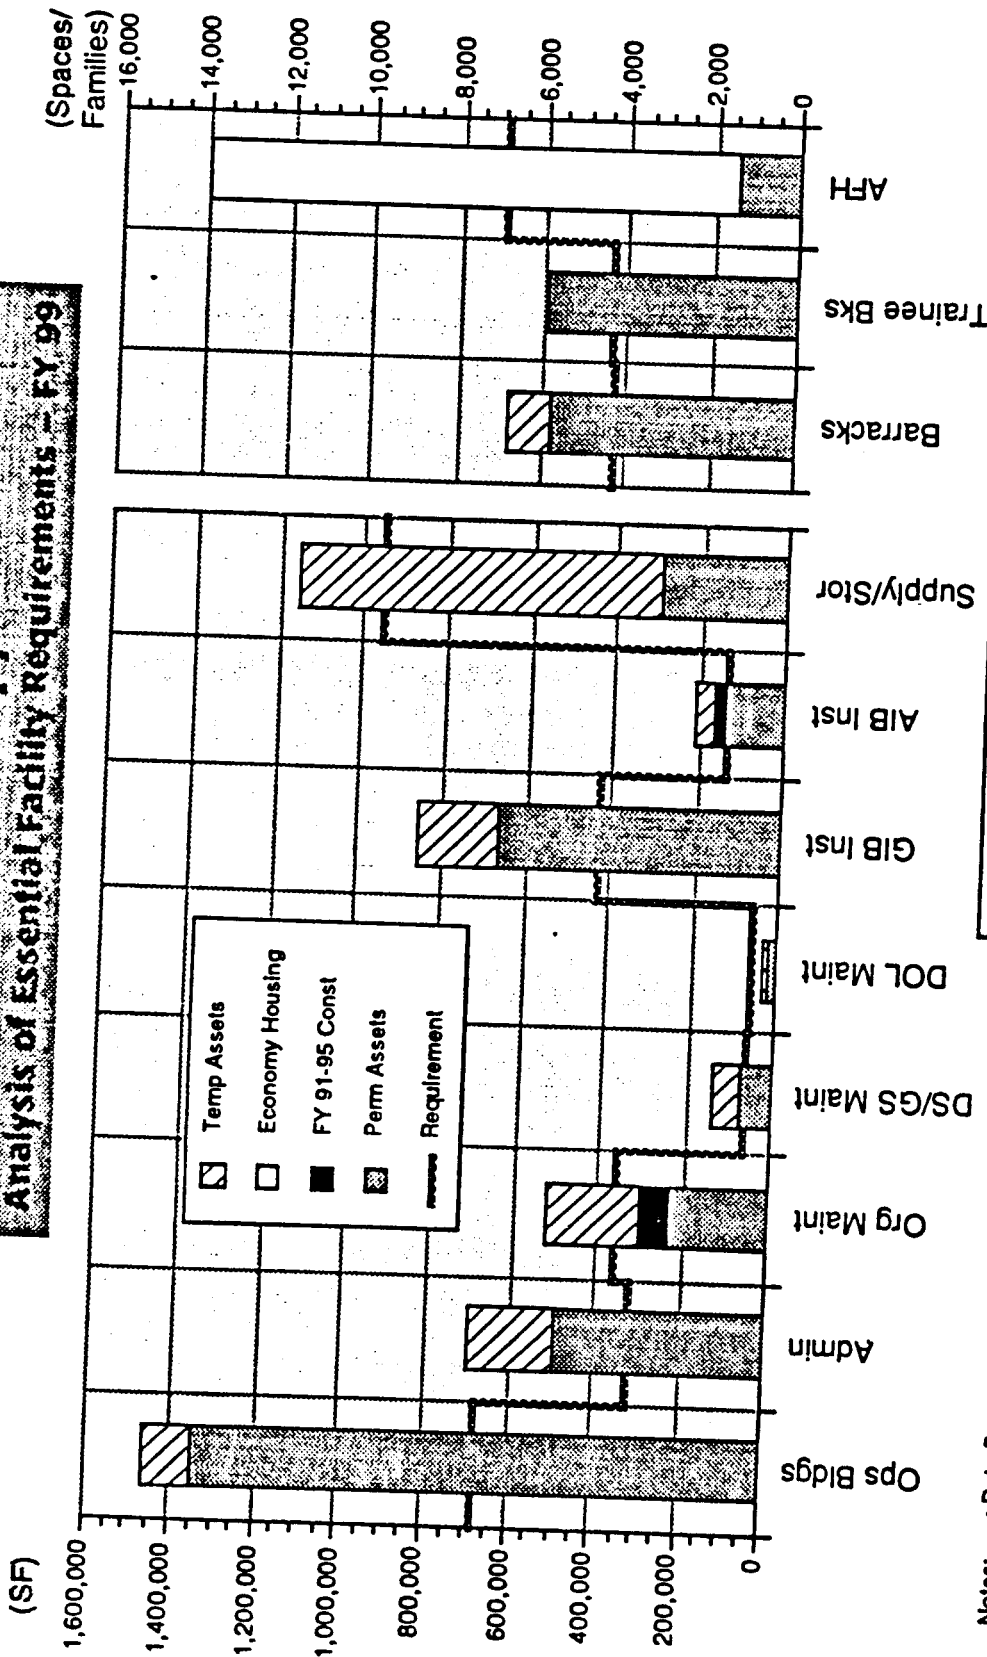 Analysis of Essential Facility Requirements – FY 99
(SF)
1,600,000
1,400,000
1,200,000
1,000,000
800,000
600,000
400,000
200,000
0
(Spaces/
Families)
16,000
14,000
12,000
10,000
8,000
6,000
4,000
2,000
0
Temp Assets
Economy Housing
FY 91-95 Const
Perm Assets
Requirement
Ops Bldgs
Admin
Org Maint
DS/GS Maint
DOL Maint
GIB Inst
AIB Inst
Supply/Stor
Barracks
Trainee Bks
AFH